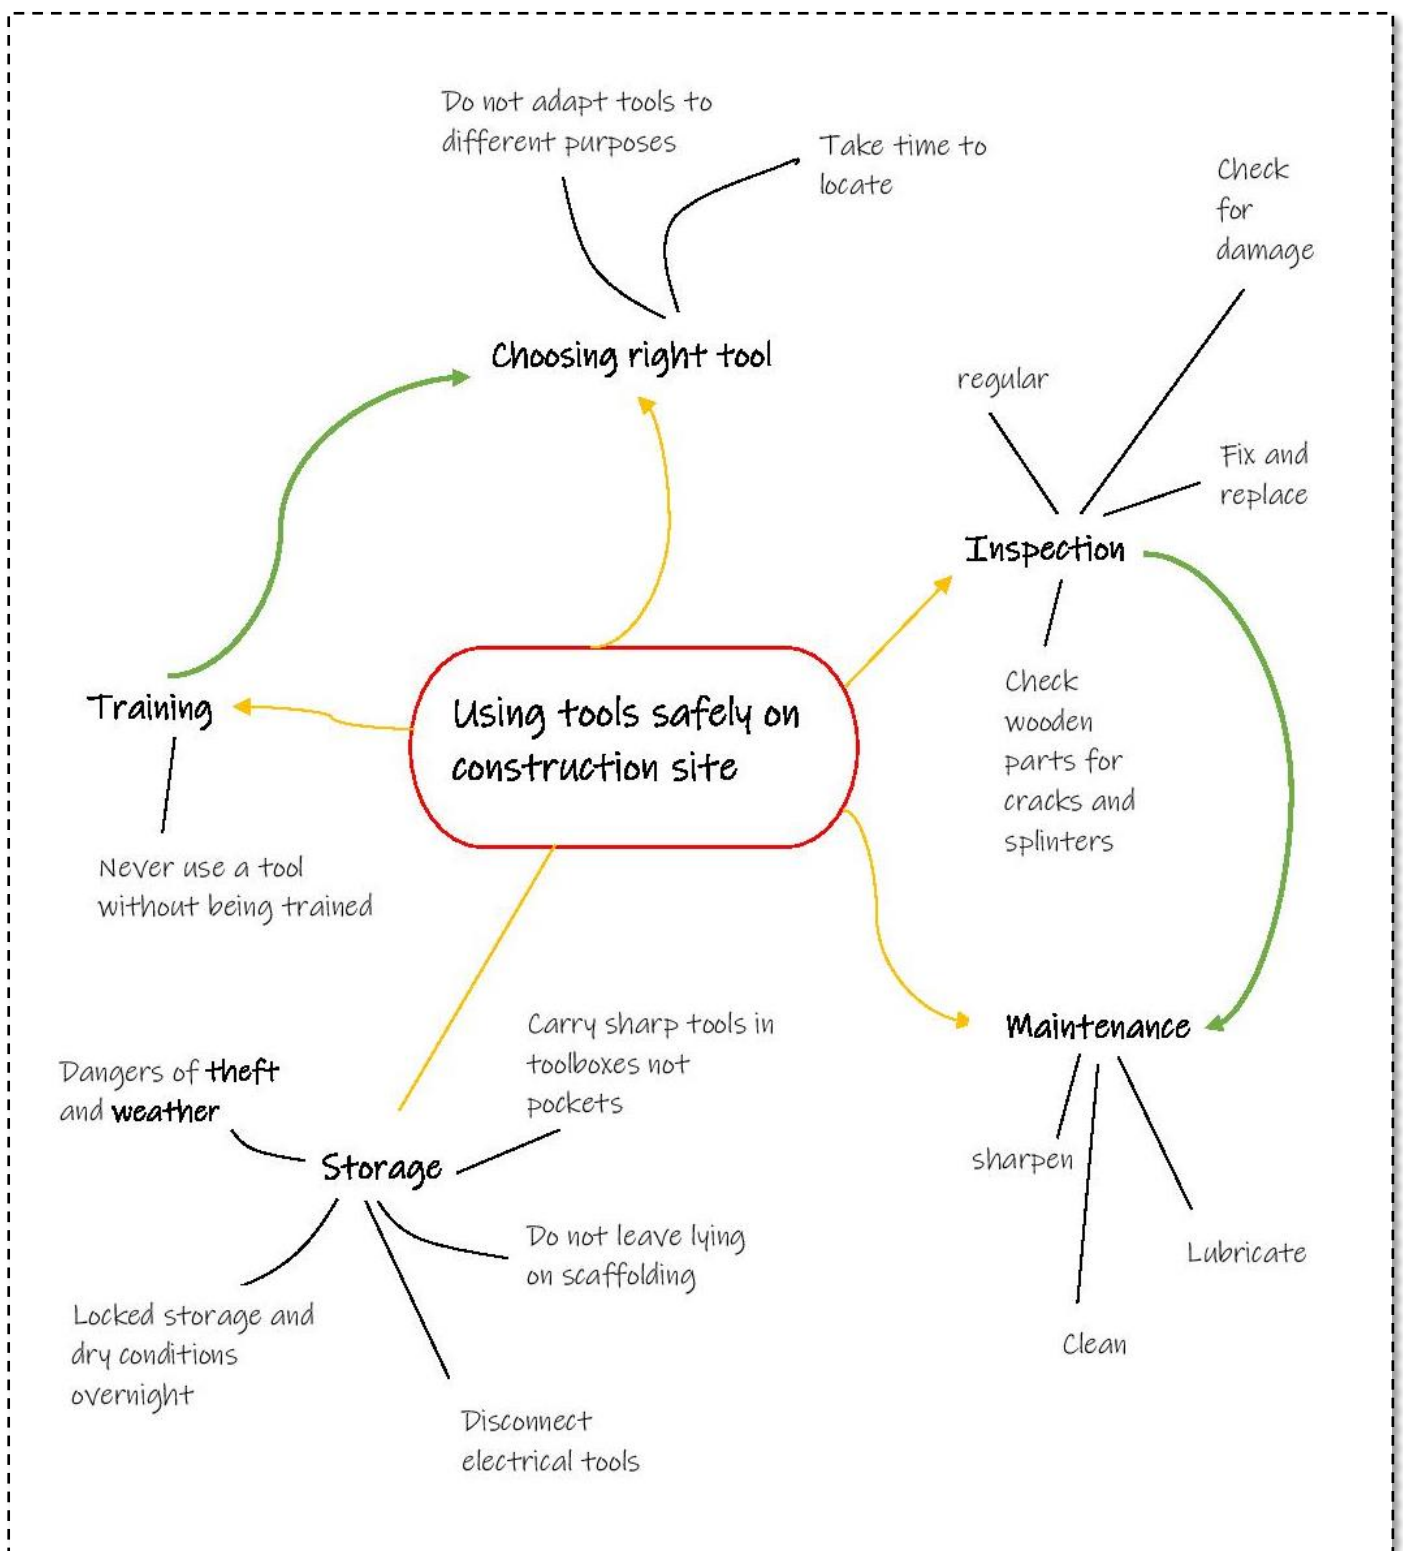 Do not adapt tools to
different purposes
Take time to
locate
Check
for
damage
Choosing right tool
regular
Fix and
replace
Inspection
Check
wooden
parts for
cracks and
splinters
Training
Using tools safely on
construction site
Never use a tool
without being trained
Maintenance
sharpen
Clean
Lubricate
Dangers of theft
and weather
Storage
Carry sharp tools in
toolboxes not
pockets
Do not leave lying
on scaffolding
Locked storage and
dry conditions
overnight
Disconnect
electrical tools